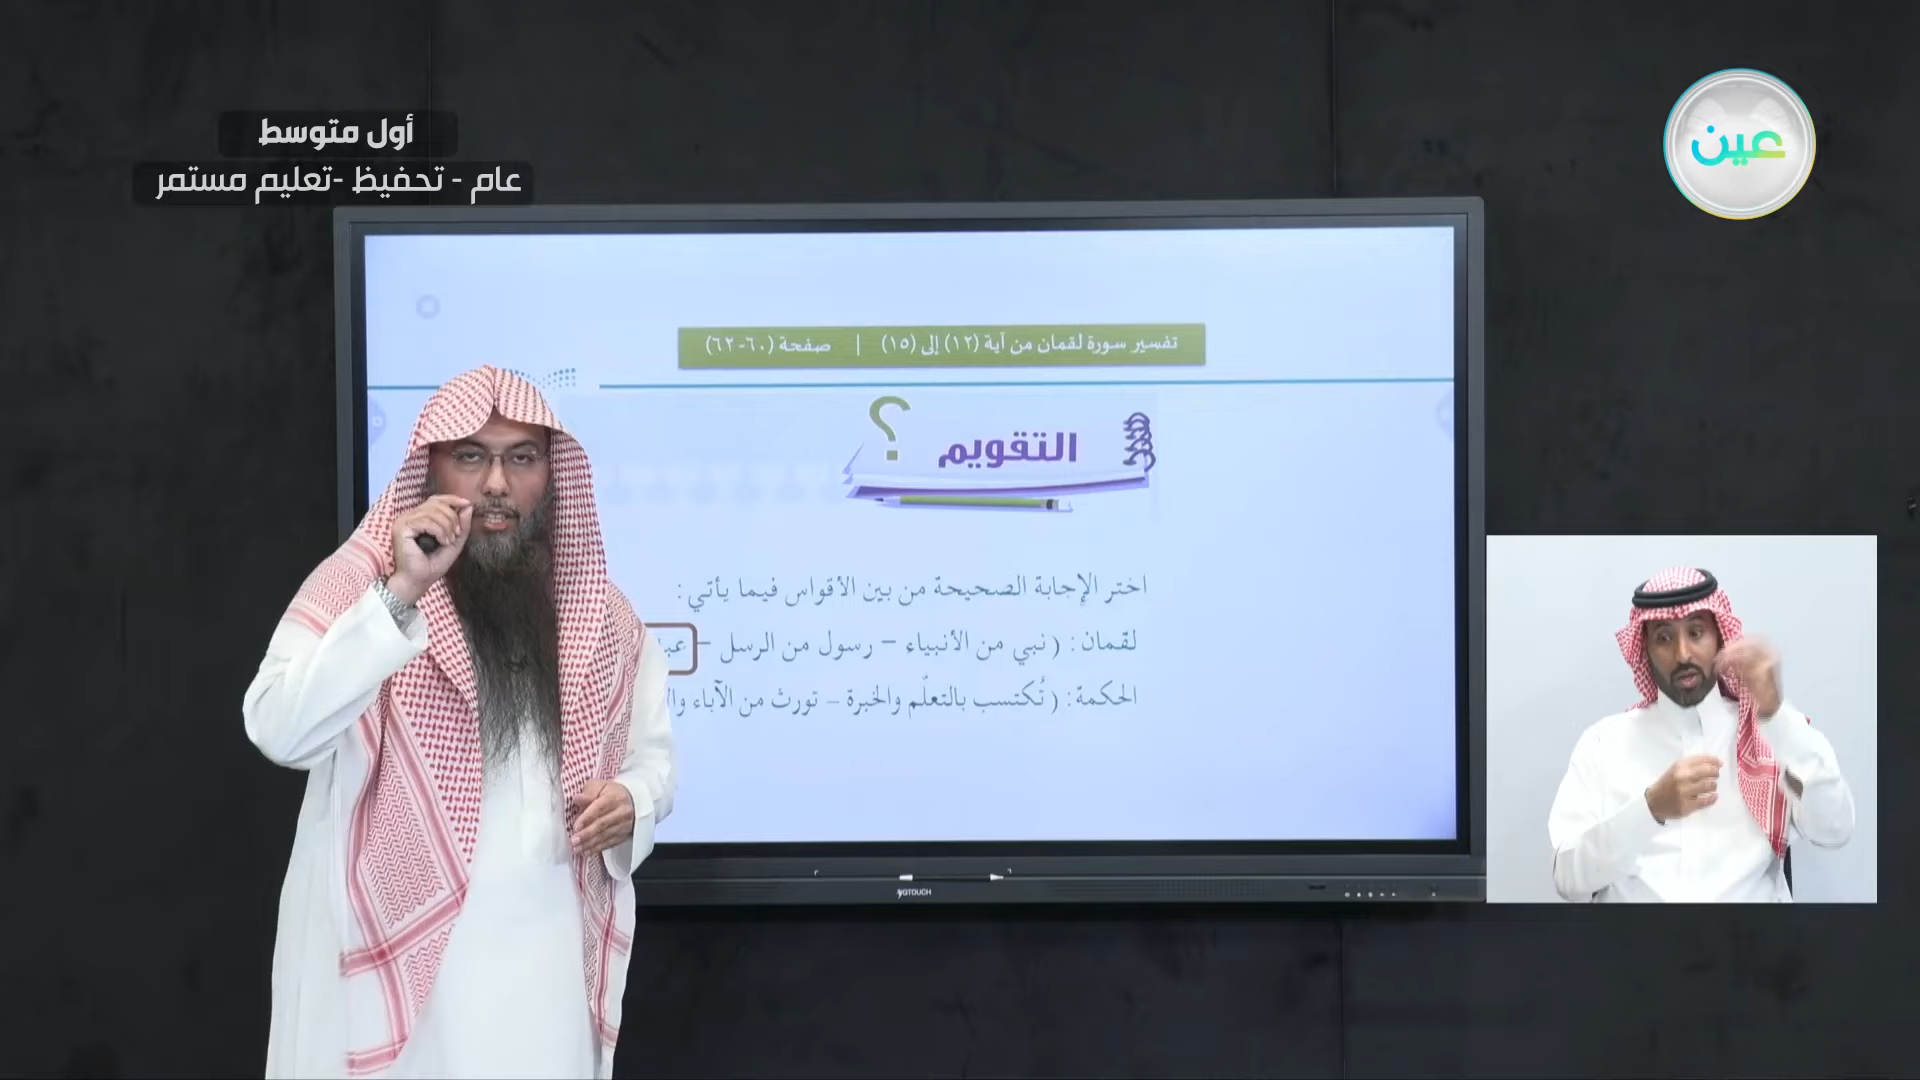 أول متوسط
عام - تحفيظ -تعليم مستمر
عين
تفسير سورة لقمان من آية (١٢) إلى (١٥) | صفحة (٦٠-٦٢)
التقويم ؟
اختر الإجابة الصحيحة من بين الأقواس فيما يأتي:
لقمان: ( نبي من الأنبياء – رسول من الرسل –
الحكمة: ( تُكتسب بالتعلّم والخبرة – تورث من الآباء
QTOUCH